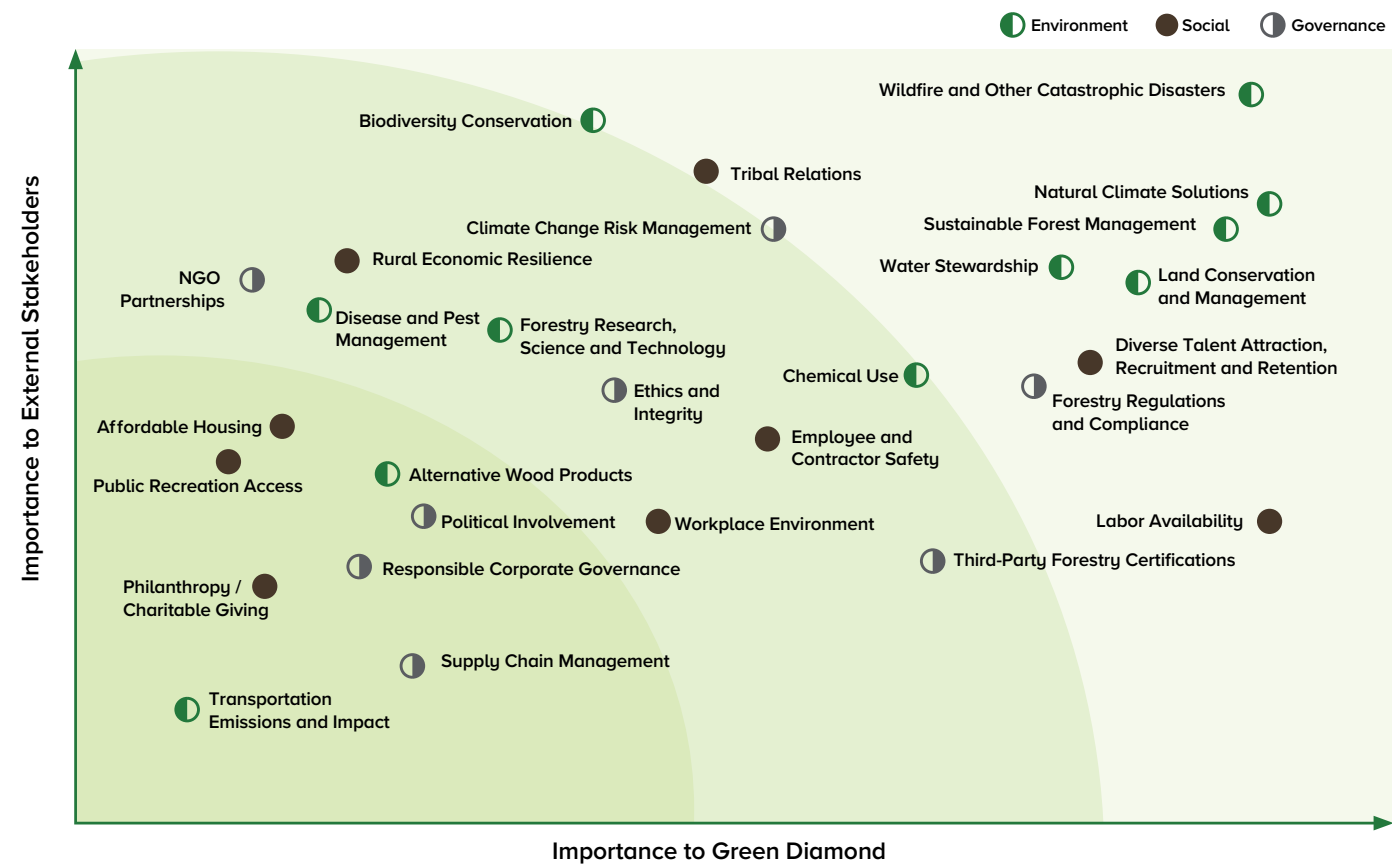 Environment
Social
Governance
Wildfire and Other Catastrophic Disasters
Biodiversity Conservation
Tribal Relations
Natural Climate Solutions
Sustainable Forest Management
Climate Change Risk Management
Rural Economic Resilience
Water Stewardship
NGO
Partnerships
Land Conservation
and Management
Disease and Pest
Management
Forestry Research,
Science and Technology
Diverse Talent Attraction,
Recruitment and Retention
Chemical Use
Ethics and
Integrity
Forestry Regulations
and Compliance
Affordable Housing
Employee and
Contractor Safety
Public Recreation Access
Alternative Wood Products
Political Involvement
Workplace Environment
Labor Availability
Responsible Corporate Governance
Third-Party Forestry Certifications
Philanthropy /
Charitable Giving
Supply Chain Management
Transportation
Emissions and Impact
Importance to External Stakeholders
Importance to Green Diamond